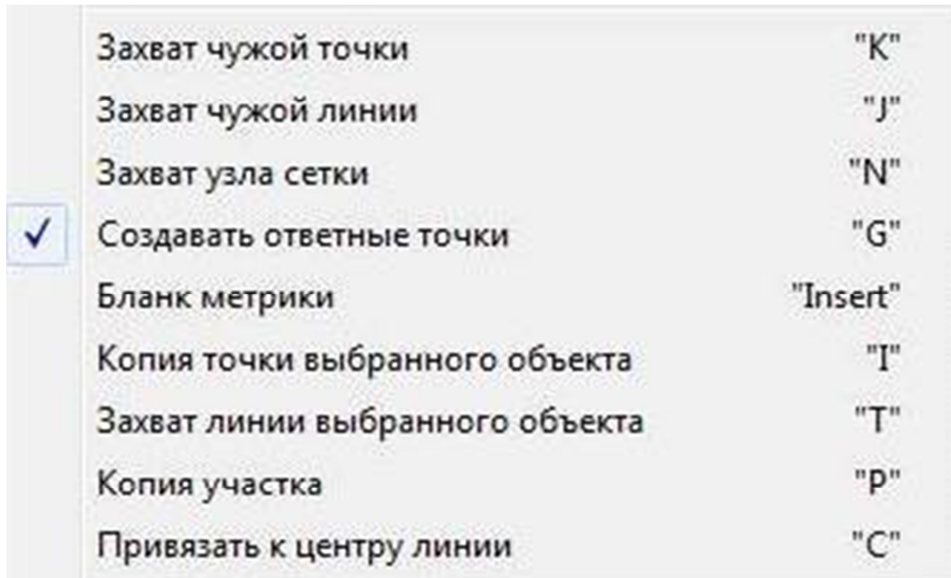 Захват чужой точки "K"
Захват чужой линии "J"
Захват узла сетки "N"
Создавать ответные точки "G"
Бланк метрики "Insert"
Копия точки выбранного объекта "I"
Захват линии выбранного объекта "T"
Копия участка "P"
Привязать к центру линии "C"